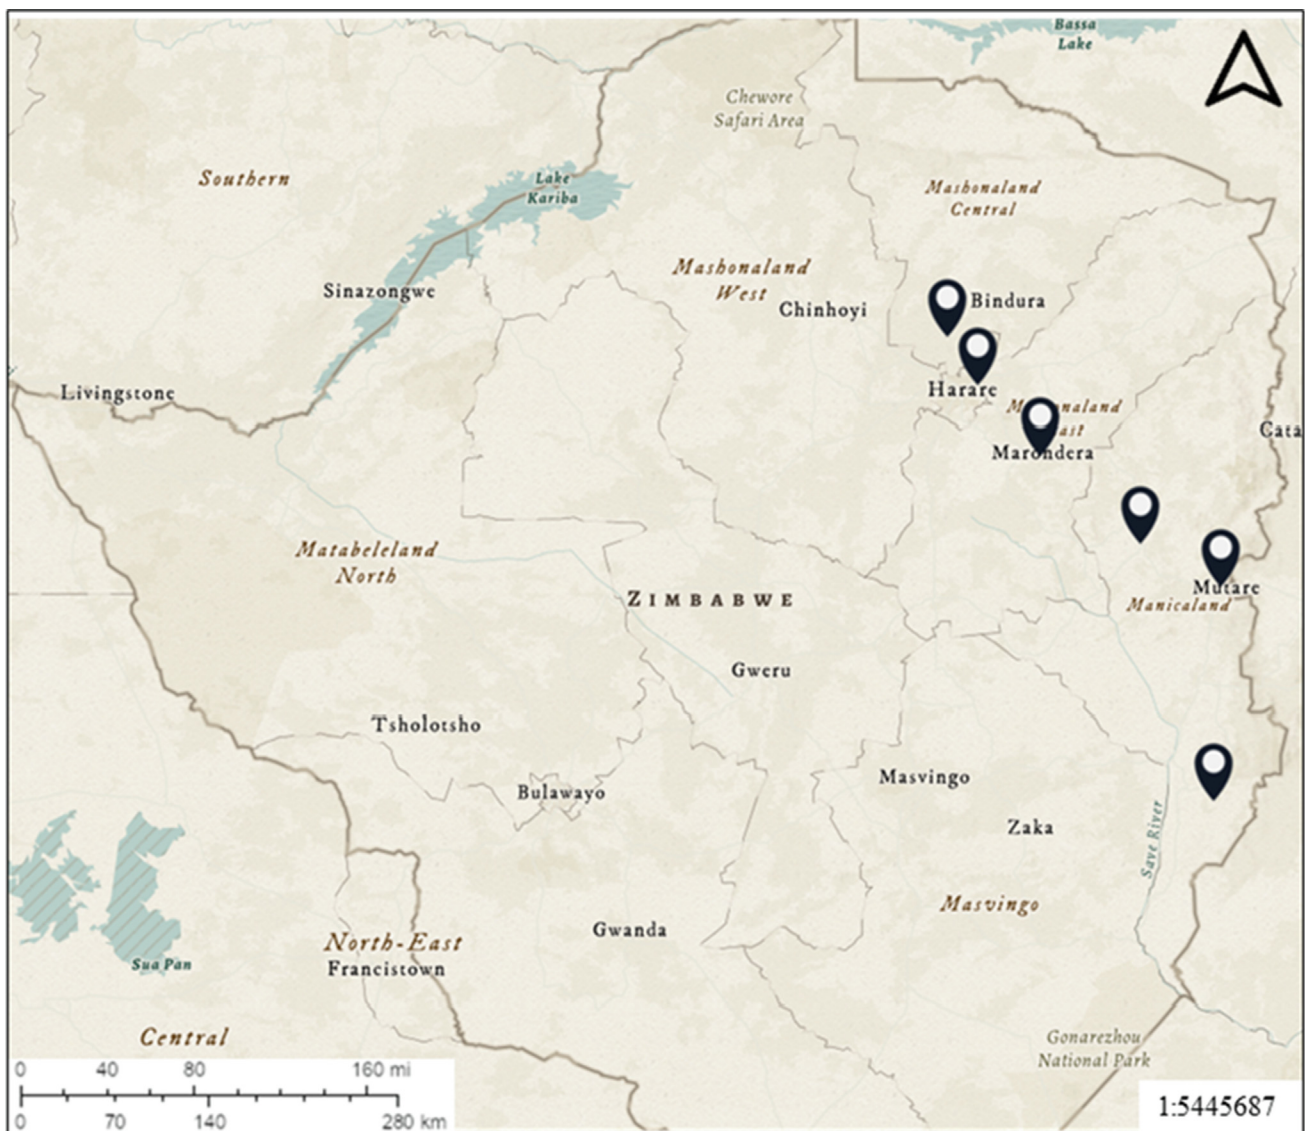 Bassa
Lake
Chewore
Safari Area
Southern
Lake
Kariba
Mashonaland
Central
Mashonaland
West
Sinazongwe
Chinhoyi
Bindura
Livingstone
Harare
Marondera
Cata
Matabeleland
North
ZIMBABWE
Mutare
Manicaland
Gweru
Tsholotsho
Bulawayo
Masvingo
Zaka
Save River
Masvingo
Gwanda
North-East
Francistown
Sua Pan
Central
Gonarezhou
National Park
0 40 80 160 mi
0 70 140 280 km
1:5445687